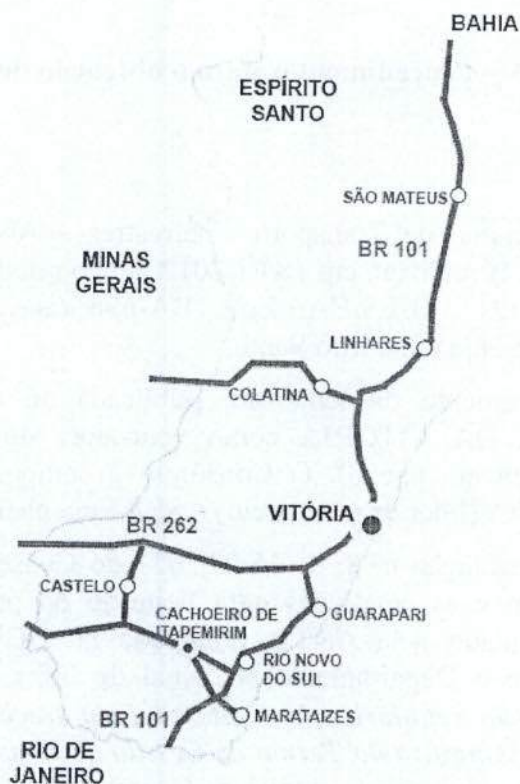 BAHIA
ESPÍRITO
SANTO
SÃO MATEUS
BR 101
MINAS
GERAIS
LINHARES
COLATINA
VITÓRIA
BR 262
CASTELO
GUARAPARI
CACHOEIRO DE
ITAPEMIRIM
RIO NOVO
DO SUL
BR 101
MARATAIZES
RIO DE
JANEIRO